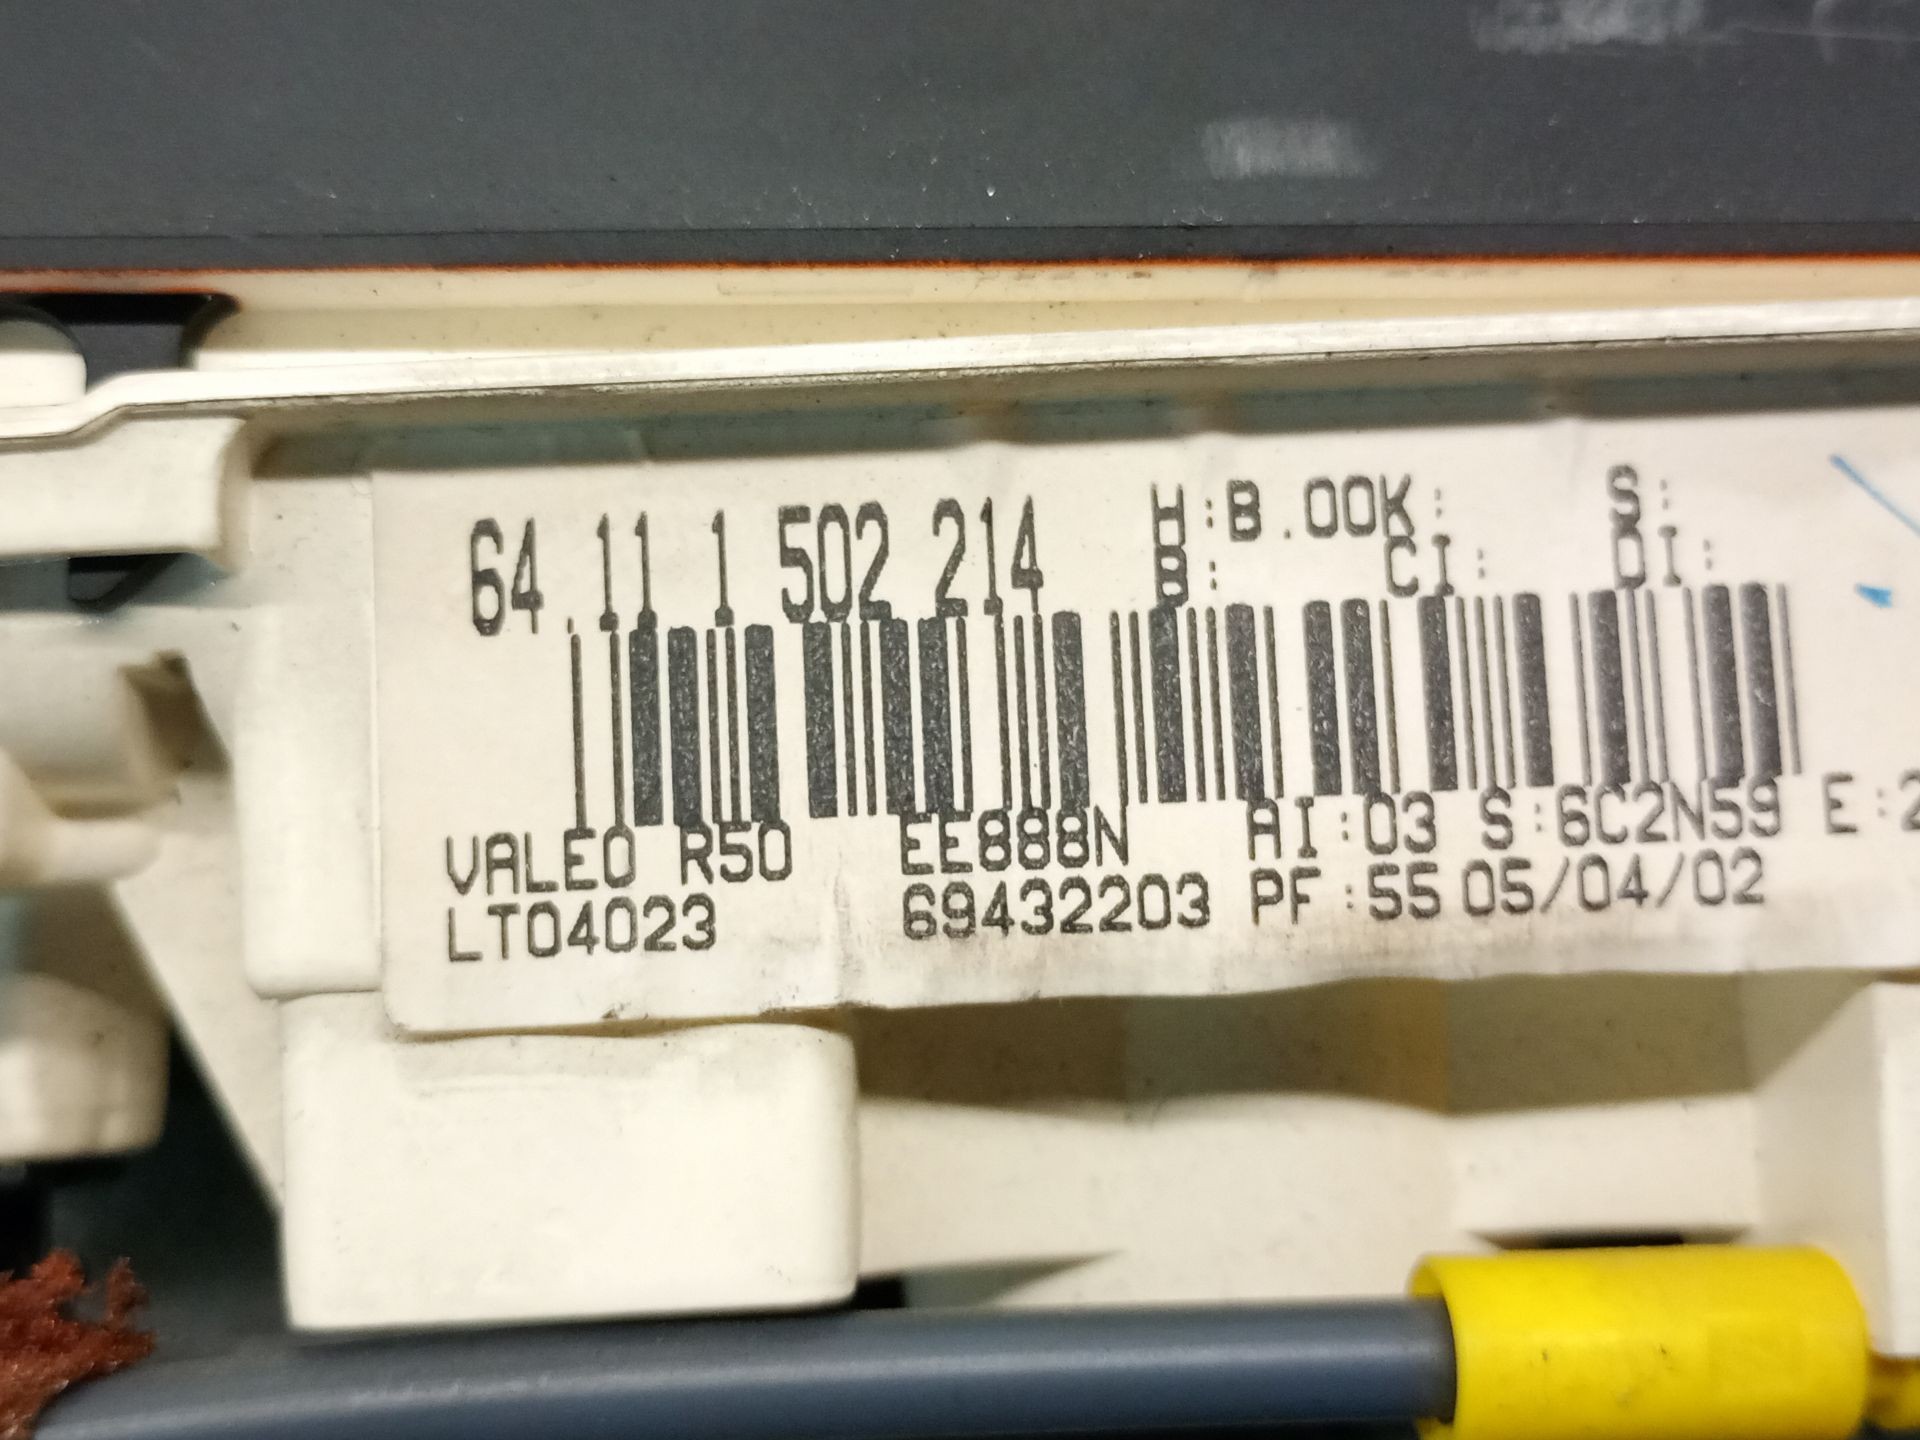 64.11 1 502 214 H:B.00K: S:
B: CI: DI:
VALEO R50 EE888N AI:03 S:6C2N59 E:2
LT04023 69432203 PF:55 05/04/02